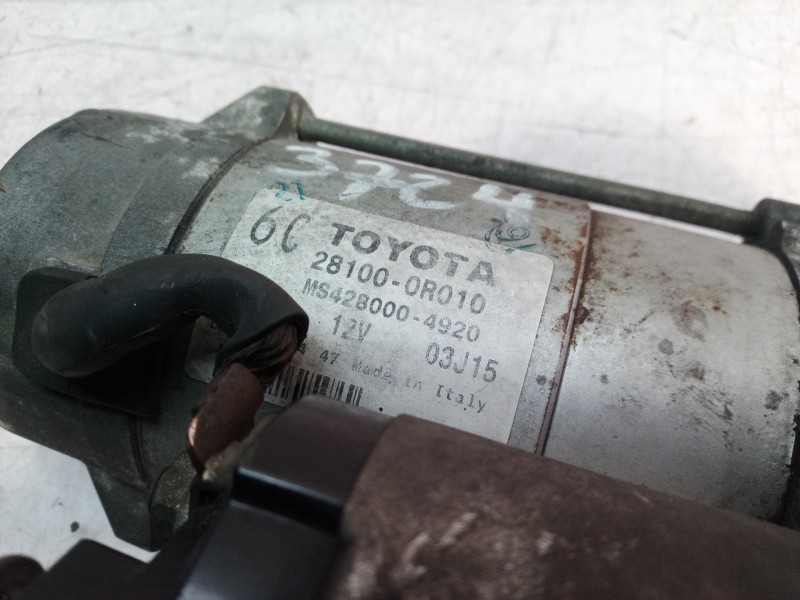 3724
6C TOYOTA
28100-0R010
MS428000-4920
12V 03J15
47 Made in Italy